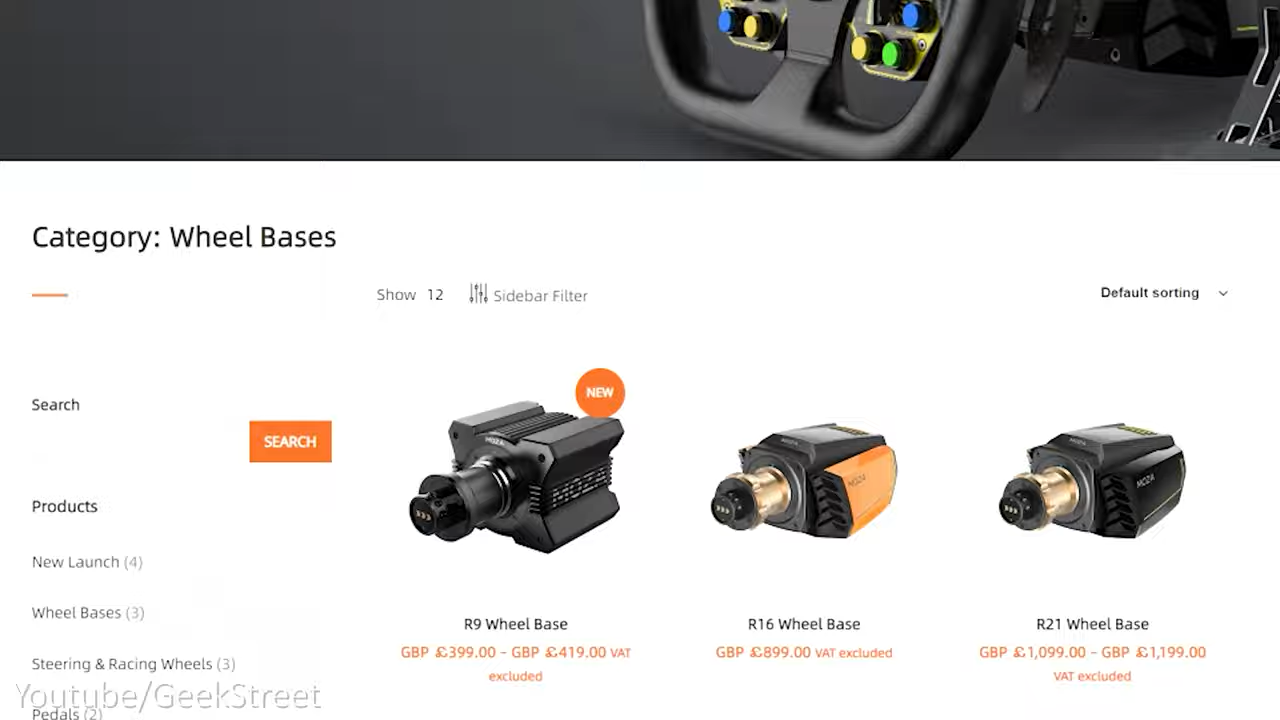 Category: Wheel Bases
Show 12 Sidebar Filter
Default sorting
Search
SEARCH
Products
New Launch (4)
Wheel Bases (3)
Steering & Racing Wheels (3)
Pedals (2)
NEW
MOZA
R9 Wheel Base
GBP £399.00 – GBP £419.00 VAT
excluded
MOZA
R16 Wheel Base
GBP £899.00 VAT excluded
MOZA
R21 Wheel Base
GBP £1,099.00 – GBP £1,199.00
VAT excluded
Youtube/GeekStreet